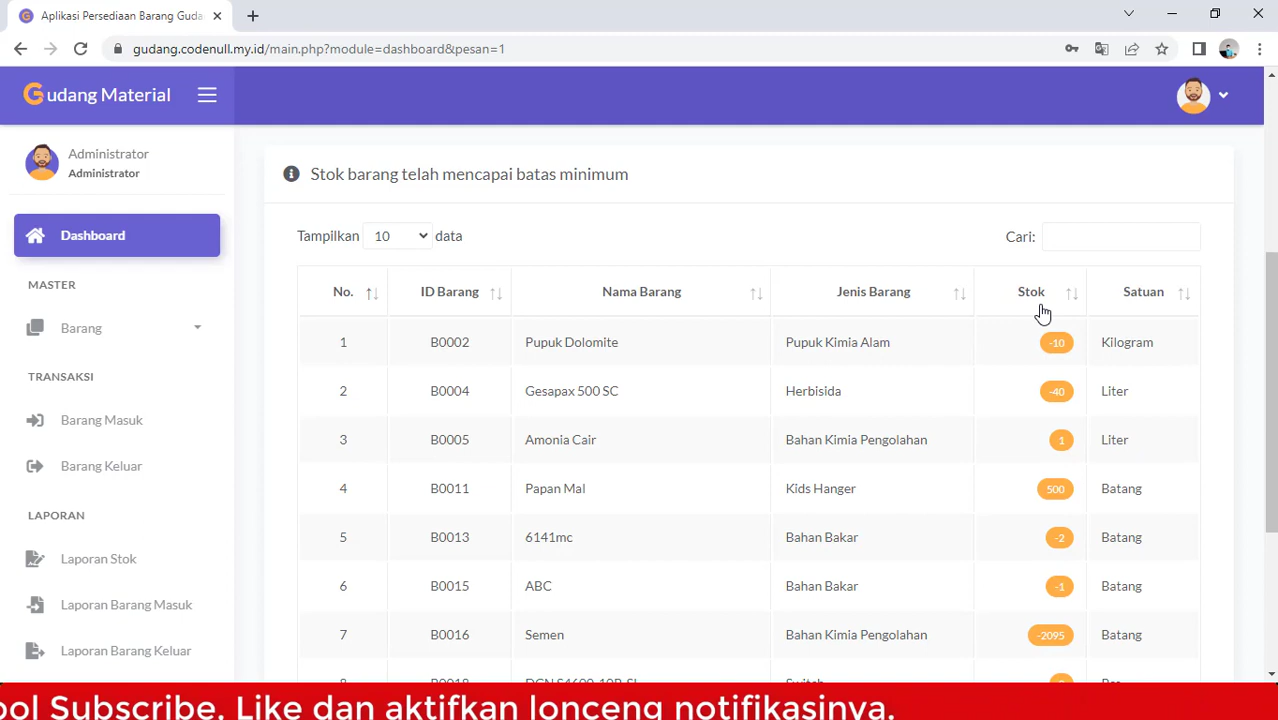 Aplikasi Persediaan Barang Guda
gudang.codenull.my.id/main.php?module=dashboard&pesan=1
Gudang Material
Administrator
Administrator
Dashboard
MASTER
Barang
TRANSAKSI
Barang Masuk
Barang Keluar
LAPORAN
Laporan Stok
Laporan Barang Masuk
Laporan Barang Keluar
Stok barang telah mencapai batas minimum
Tampilkan 10 data Cari:
No. ID Barang Nama Barang Jenis Barang Stok Satuan
1 B0002 Pupuk Dolomite Pupuk Kimia Alam -10 Kilogram
2 B0004 Gesapax 500 SC Herbisida -40 Liter
3 B0005 Amonia Cair Bahan Kimia Pengolahan 1 Liter
4 B0011 Papan Mal Kids Hanger 500 Batang
5 B0013 6141mc Bahan Bakar -2 Batang
6 B0015 ABC Bahan Bakar -1 Batang
7 B0016 Semen Bahan Kimia Pengolahan -2095 Batang
ool Subscribe, Like dan aktifkan lonceng notifikasinya.